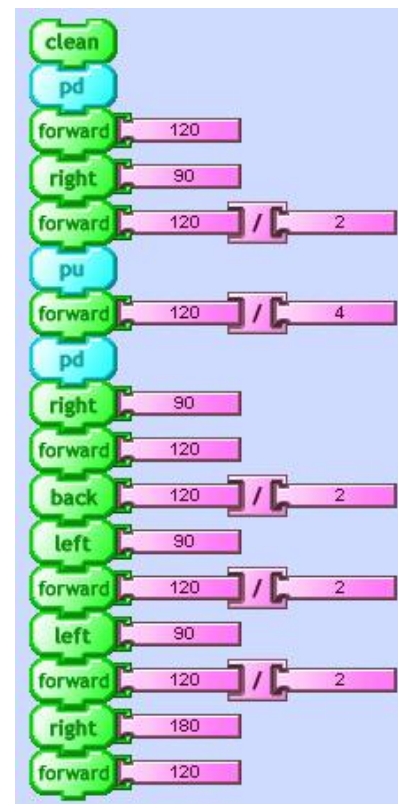 clean
pd
forward 120
right 90
forward 120 / 2
pu
forward 120 / 4
pd
right 90
forward 120
back 120 / 2
left 90
forward 120 / 2
left 90
forward 120 / 2
right 180
forward 120